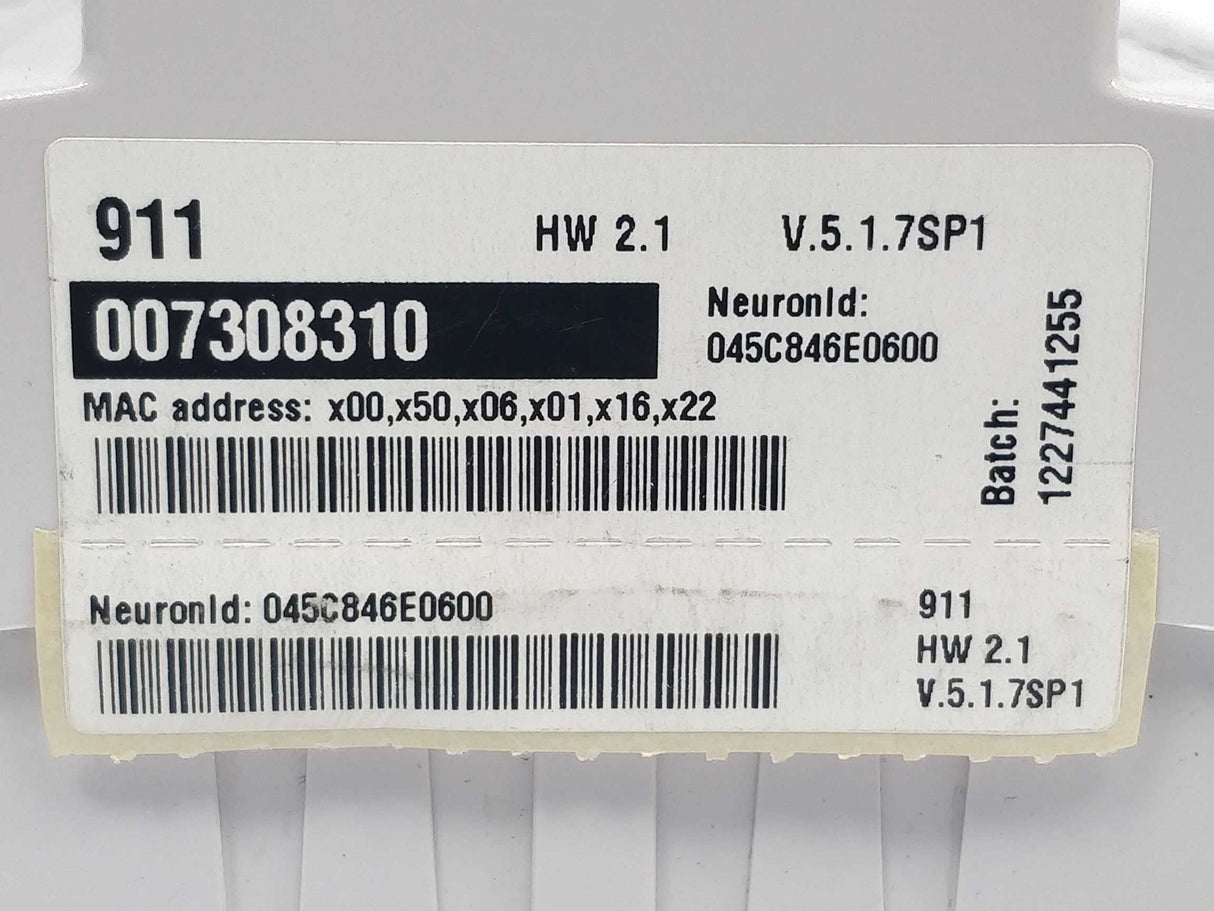 911
HW 2.1
V.5.1.7SP1
007308310
NeuronId:
045C846E0600
MAC address: x00,x50,x06,x01,x16,x22
Batch:
1227441255
NeuronId: 045C846E0600
911
HW 2.1
V.5.1.7SP1